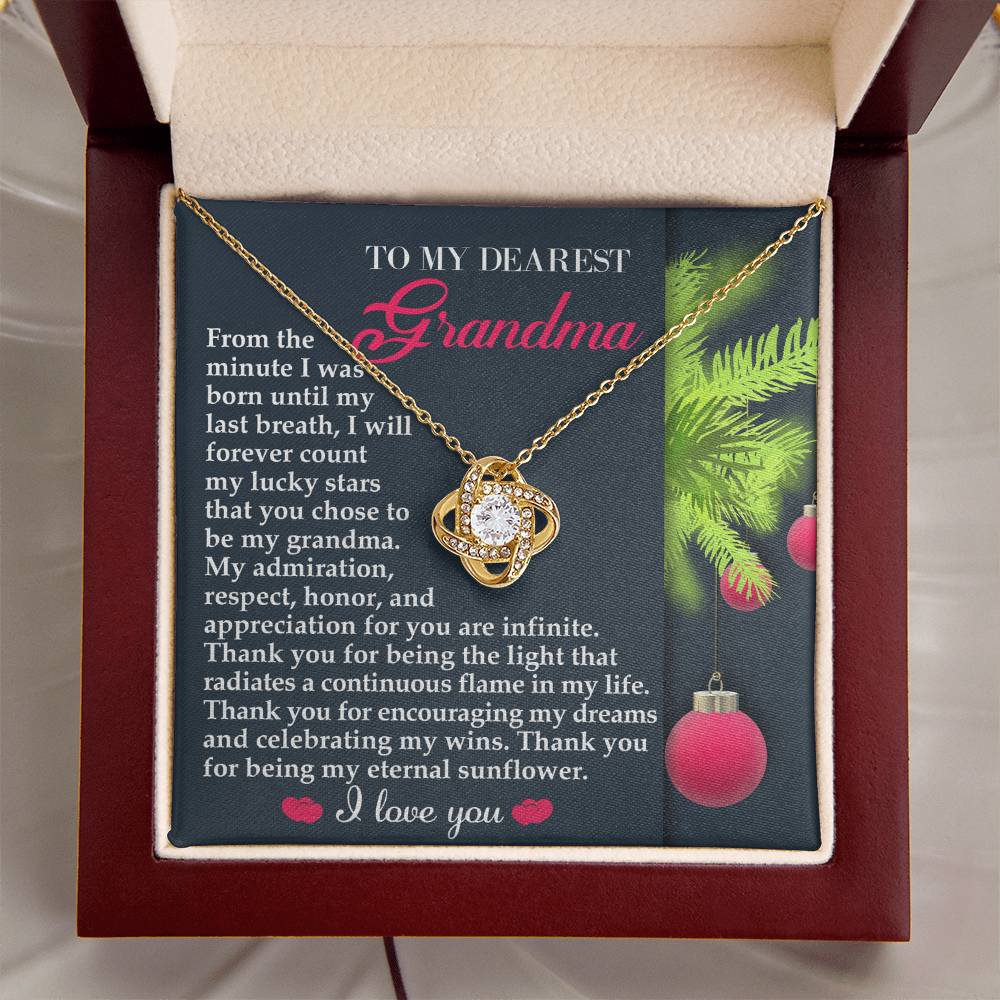 TO MY DEAREST
Grandma
From the
minute I was
born until my
last breath, I will
forever count
my lucky stars
that you chose to
be my grandma.
My admiration,
respect, honor, and
appreciation for you are infinite.
Thank you for being the light that
radiates a continuous flame in my life.
Thank you for encouraging my dreams
and celebrating my wins. Thank you
for being my eternal sunflower.
I love you